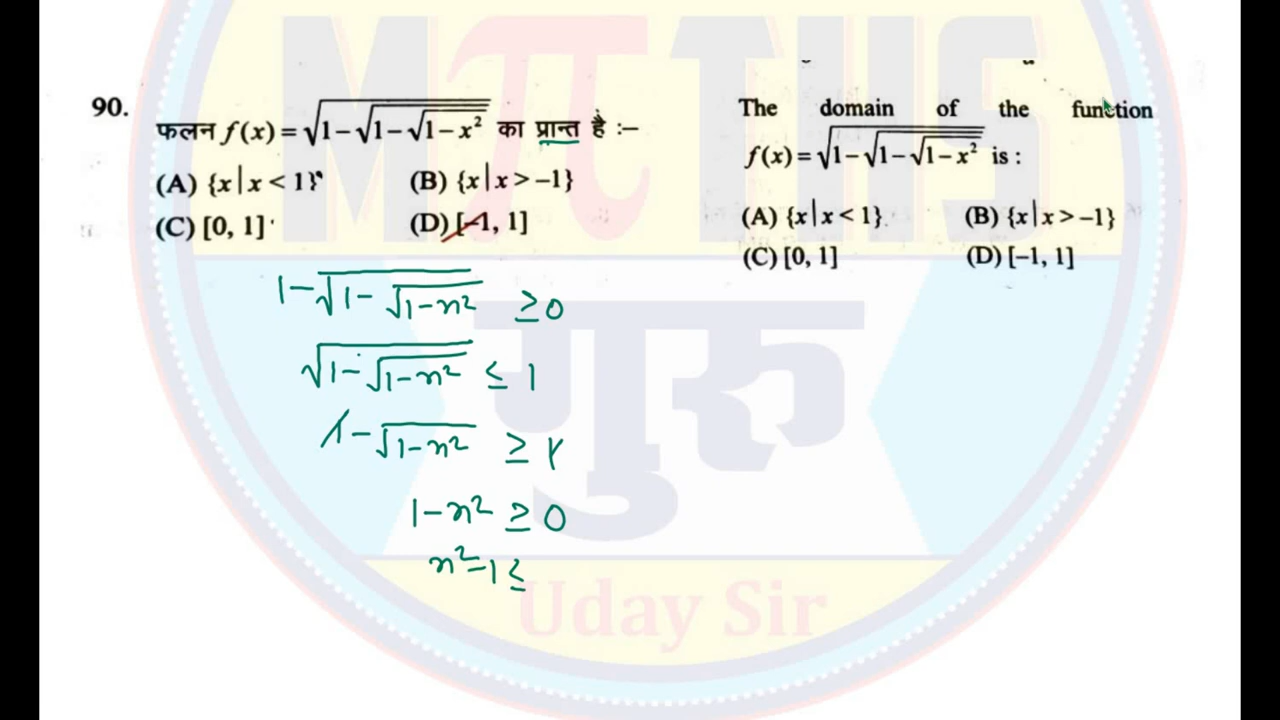 MπTHS
गुरु
Uday Sir
90.
फलन f(x) = √(1−√(1−√(1−x²))) का प्रान्त है :–
(A) {x|x < 1}
(B) {x|x > −1}
(C) [0, 1]
(D) [−1, 1]
The domain of the function
f(x) = √(1−√(1−√(1−x²))) is :
(A) {x|x < 1}
(B) {x|x > −1}
(C) [0, 1]
(D) [−1, 1]
1−√(1−√(1−x²)) ≥ 0
√(1−√(1−x²)) ≤ 1
1−√(1−x²) ≥ 1
1−x² ≥ 0
x²−1 ≤